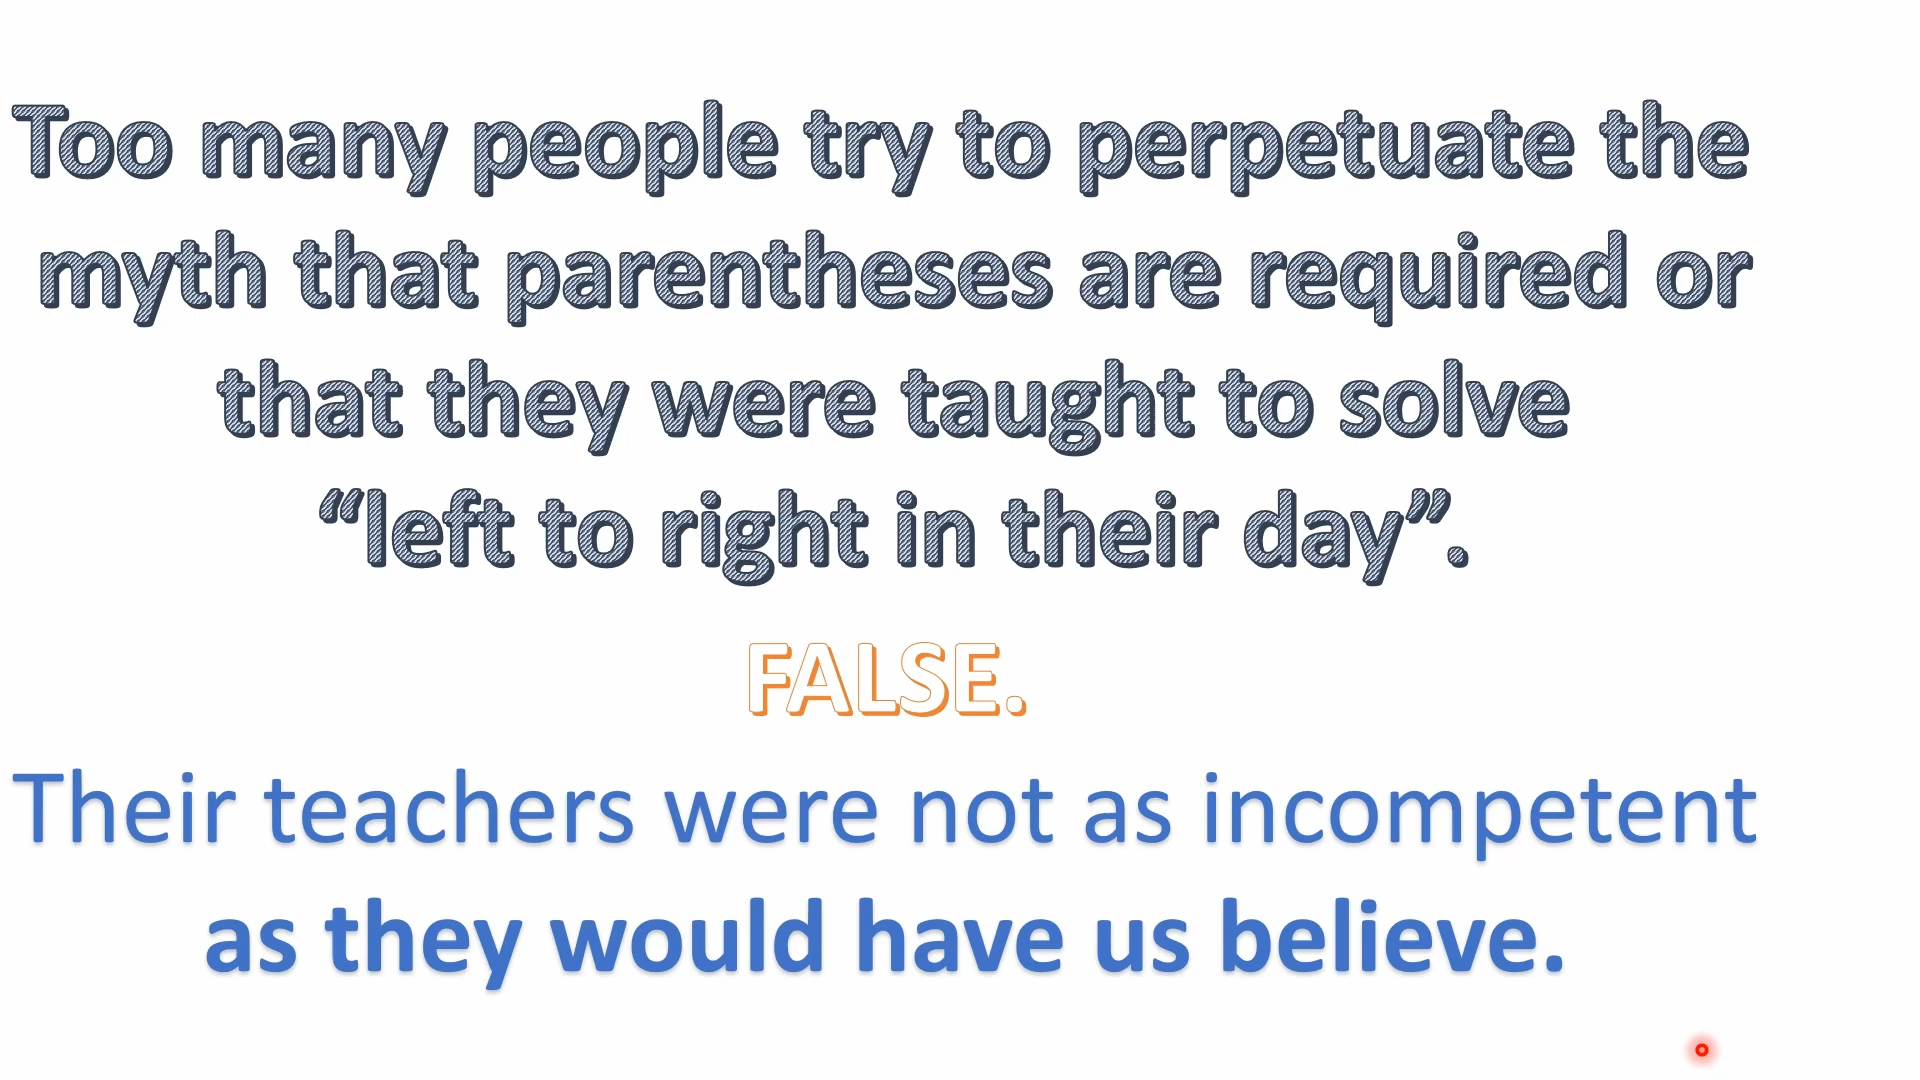 Too many people try to perpetuate the
myth that parentheses are required or
that they were taught to solve
“left to right in their day”.
FALSE.
Their teachers were not as incompetent
as they would have us believe.